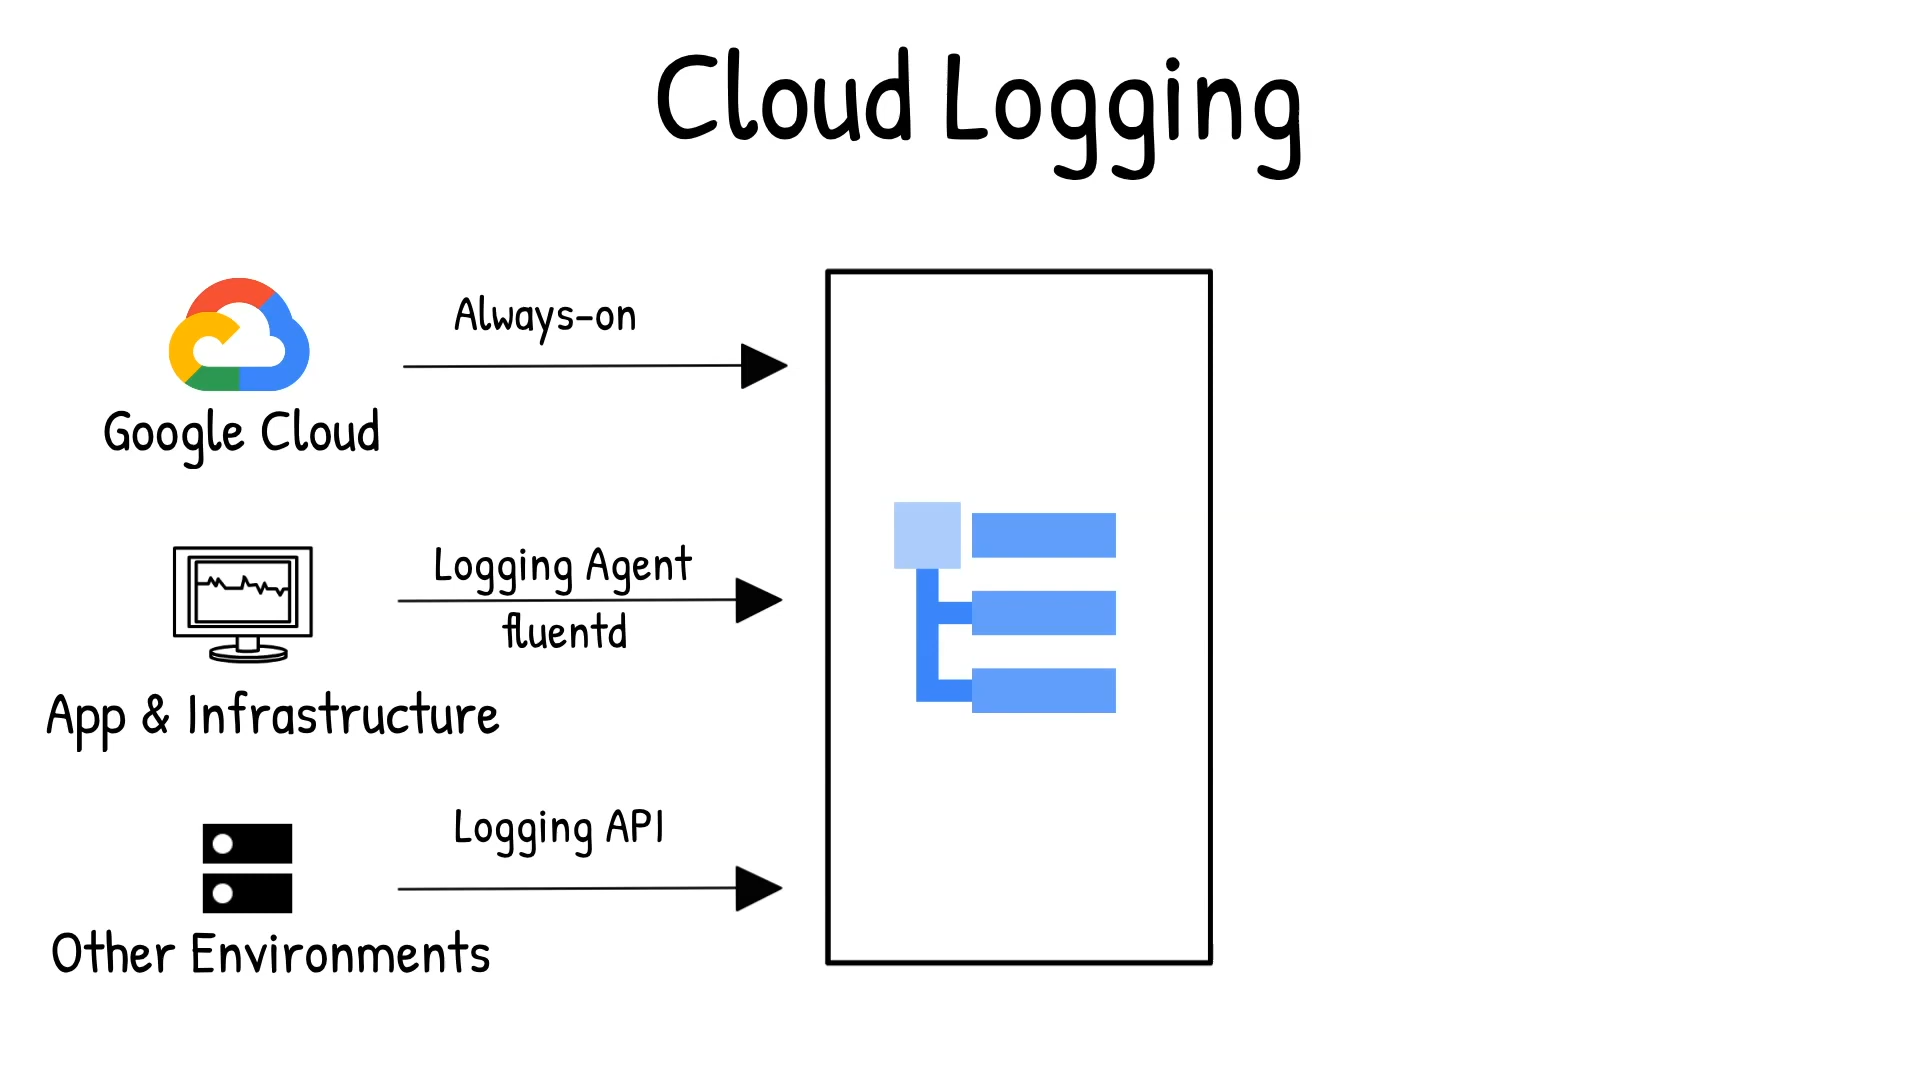 Cloud Logging
Always-on
Google Cloud
Logging Agent
fluentd
App & Infrastructure
Logging API
Other Environments